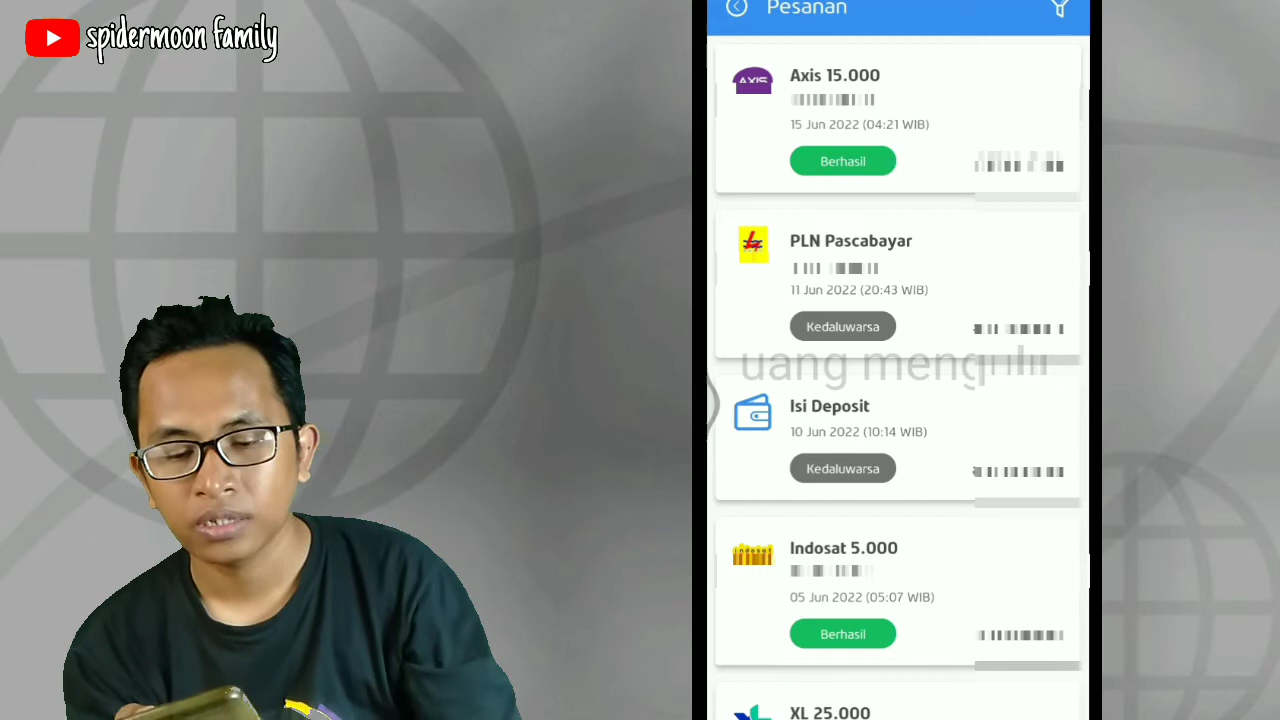 spidermoon family
Pesanan
AXIS
Axis 15.000
15 Jun 2022 (04:21 WIB)
Berhasil
PLN Pascabayar
11 Jun 2022 (20:43 WIB)
Kedaluwarsa
uang mengulu
Isi Deposit
10 Jun 2022 (10:14 WIB)
Kedaluwarsa
Indosat 5.000
05 Jun 2022 (05:07 WIB)
Berhasil
XL 25.000